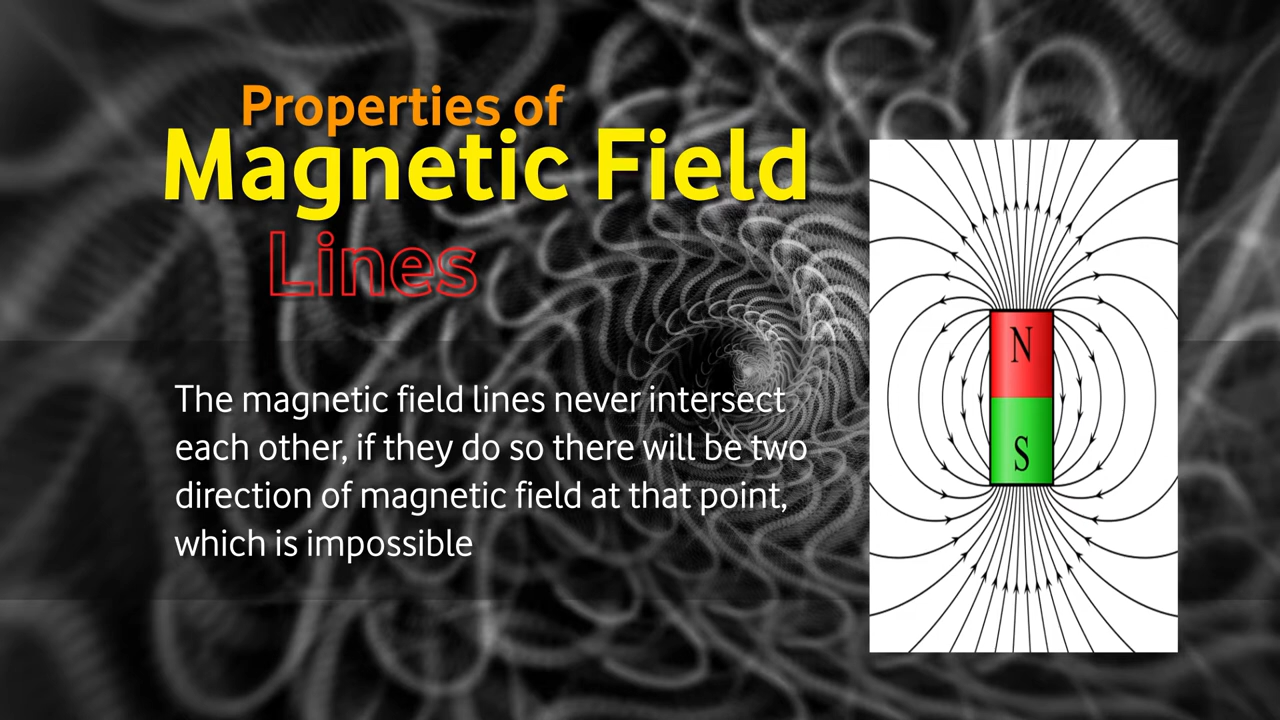 Properties of
Magnetic Field
Lines
The magnetic field lines never intersect
each other, if they do so there will be two
direction of magnetic field at that point,
which is impossible
N
S